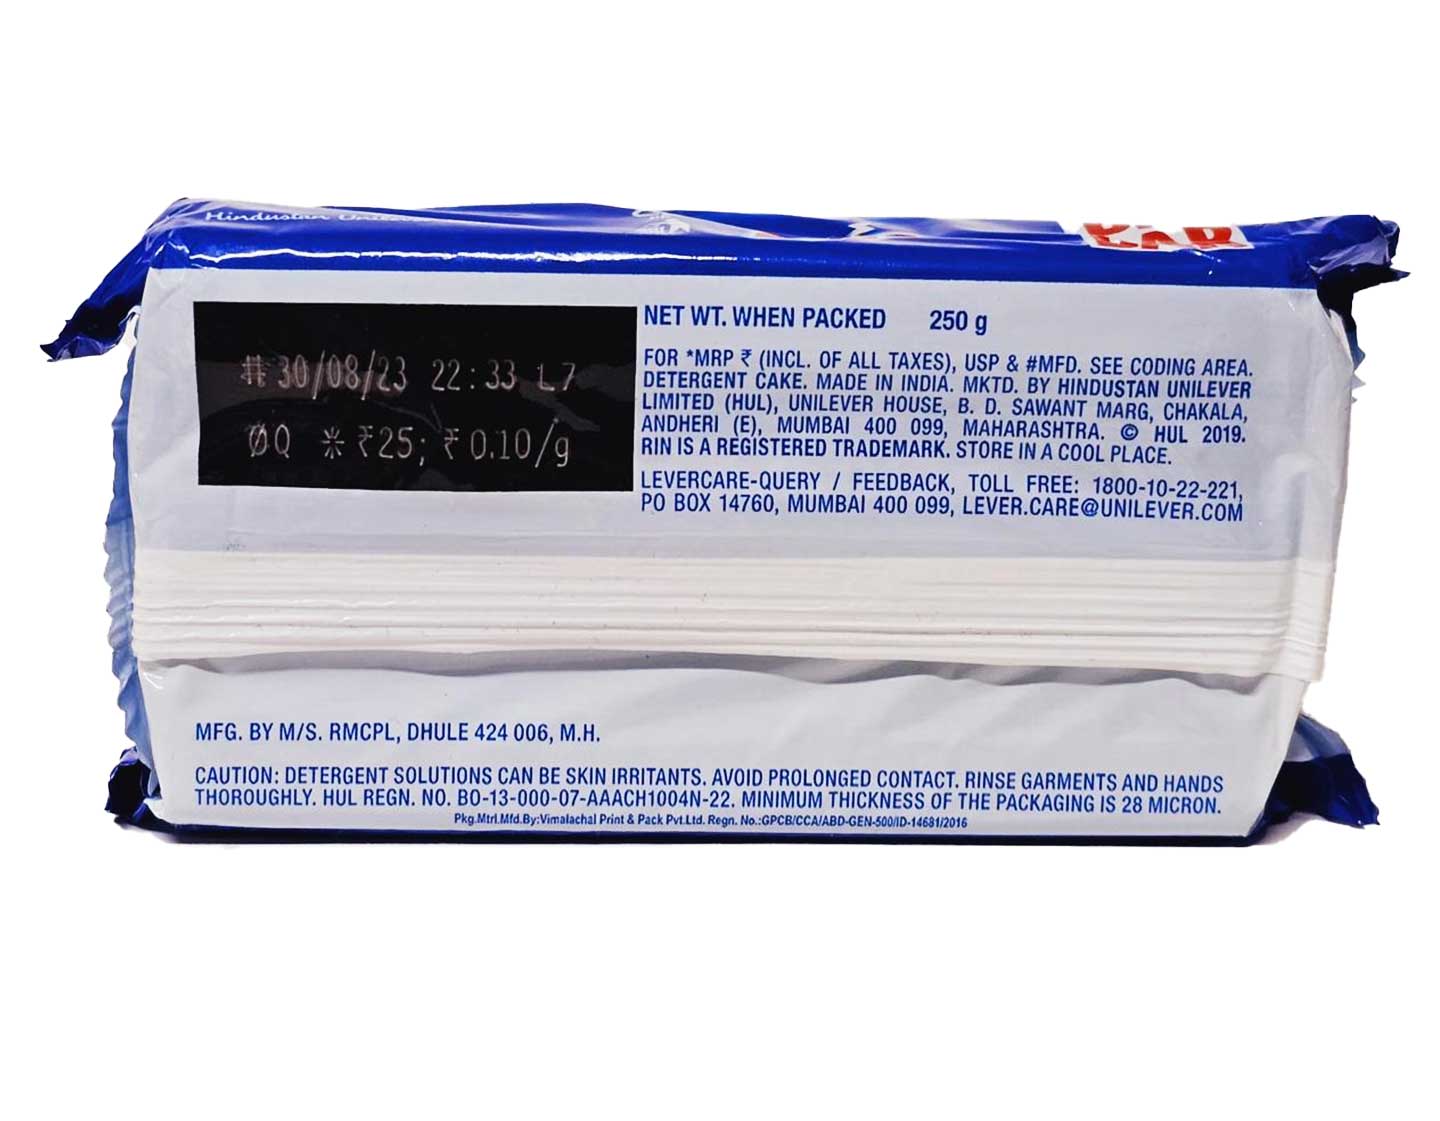 Hindustan
BAR
# 30/08/23 22:33 L7
ØQ * ₹25; ₹0.10/g
NET WT. WHEN PACKED 250 g
FOR *MRP ₹ (INCL. OF ALL TAXES), USP & #MFD. SEE CODING AREA.
DETERGENT CAKE. MADE IN INDIA. MKTD. BY HINDUSTAN UNILEVER
LIMITED (HUL), UNILEVER HOUSE, B. D. SAWANT MARG, CHAKALA,
ANDHERI (E), MUMBAI 400 099, MAHARASHTRA. © HUL 2019.
RIN IS A REGISTERED TRADEMARK. STORE IN A COOL PLACE.
LEVERCARE-QUERY / FEEDBACK, TOLL FREE: 1800-10-22-221,
PO BOX 14760, MUMBAI 400 099, LEVER.CARE@UNILEVER.COM
MFG. BY M/S. RMCPL, DHULE 424 006, M.H.
CAUTION: DETERGENT SOLUTIONS CAN BE SKIN IRRITANTS. AVOID PROLONGED CONTACT. RINSE GARMENTS AND HANDS
THOROUGHLY. HUL REGN. NO. BO-13-000-07-AAACH1004N-22. MINIMUM THICKNESS OF THE PACKAGING IS 28 MICRON.
Pkg.Mtrl.Mfd.By:Vimalachal Print & Pack Pvt.Ltd. Regn. No.:GPCB/CCA/ABD-GEN-500/ID-14681/2016